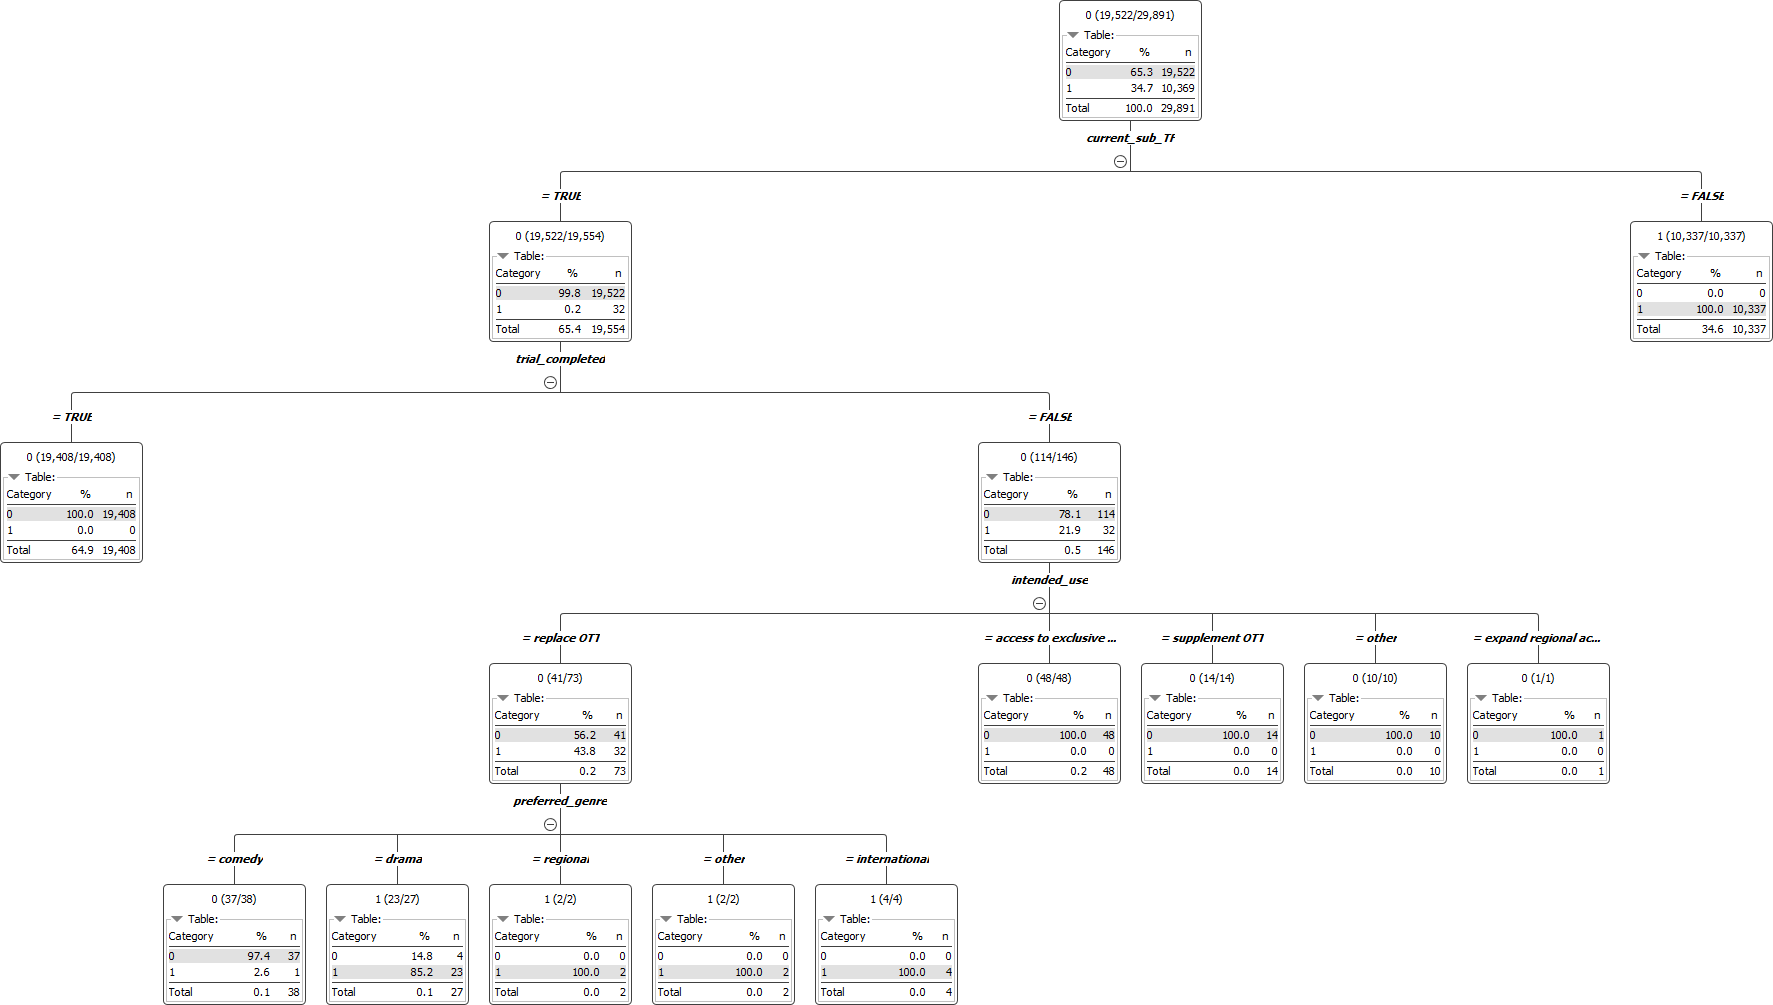 0 (19,522/29,891)
Table:
Category % n
0 65.3 19,522
1 34.7 10,369
Total 100.0 29,891
current_sub_TF
= TRUE
= FALSE
0 (19,522/19,554)
Table:
Category % n
0 99.8 19,522
1 0.2 32
Total 65.4 19,554
1 (10,337/10,337)
Table:
Category % n
0 0.0 0
1 100.0 10,337
Total 34.6 10,337
trial_completed
= TRUE
= FALSE
0 (19,408/19,408)
Table:
Category % n
0 100.0 19,408
1 0.0 0
Total 64.9 19,408
0 (114/146)
Table:
Category % n
0 78.1 114
1 21.9 32
Total 0.5 146
intended_use
= replace OTT
= access to exclusive ...
= supplement OTT
= other
= expand regional ac...
0 (41/73)
Table:
Category % n
0 56.2 41
1 43.8 32
Total 0.2 73
0 (48/48)
Table:
Category % n
0 100.0 48
1 0.0 0
Total 0.2 48
0 (14/14)
Table:
Category % n
0 100.0 14
1 0.0 0
Total 0.0 14
0 (10/10)
Table:
Category % n
0 100.0 10
1 0.0 0
Total 0.0 10
0 (1/1)
Table:
Category % n
0 100.0 1
1 0.0 0
Total 0.0 1
preferred_genre
= comedy
= drama
= regional
= other
= international
0 (37/38)
Table:
Category % n
0 97.4 37
1 2.6 1
Total 0.1 38
1 (23/27)
Table:
Category % n
0 14.8 4
1 85.2 23
Total 0.1 27
1 (2/2)
Table:
Category % n
0 0.0 0
1 100.0 2
Total 0.0 2
1 (2/2)
Table:
Category % n
0 0.0 0
1 100.0 2
Total 0.0 2
1 (4/4)
Table:
Category % n
0 0.0 0
1 100.0 4
Total 0.0 4